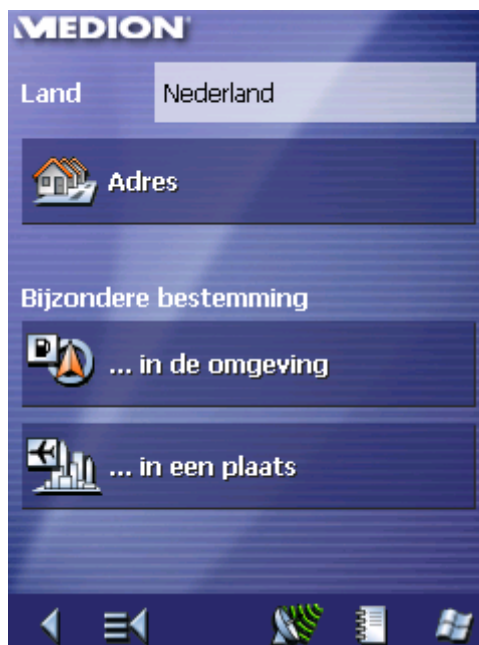 MEDION
Land Nederland
Adres
Bijzondere bestemming
... in de omgeving
... in een plaats